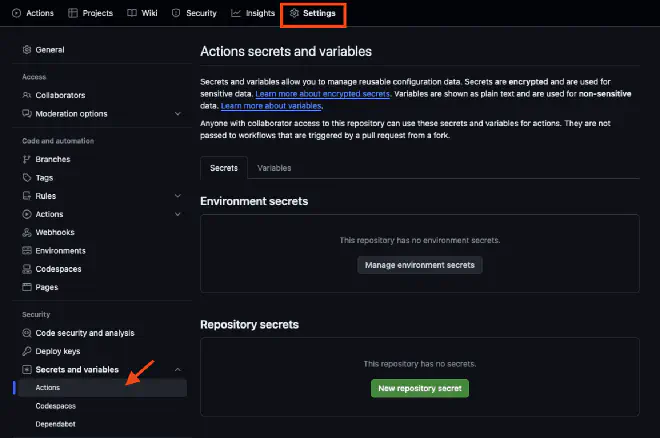 Actions Projects Wiki Security Insights Settings
General
Access
Collaborators
Moderation options
Code and automation
Branches
Tags
Rules
Actions
Webhooks
Environments
Codespaces
Pages
Security
Code security and analysis
Deploy keys
Secrets and variables
Actions
Codespaces
Dependabot
Actions secrets and variables
Secrets and variables allow you to manage reusable configuration data. Secrets are encrypted and are used for
sensitive data. Learn more about encrypted secrets. Variables are shown as plain text and are used for non-sensitive
data. Learn more about variables.
Anyone with collaborator access to this repository can use these secrets and variables for actions. They are not
passed to workflows that are triggered by a pull request from a fork.
Secrets Variables
Environment secrets
This repository has no environment secrets.
Manage environment secrets
Repository secrets
This repository has no secrets.
New repository secret